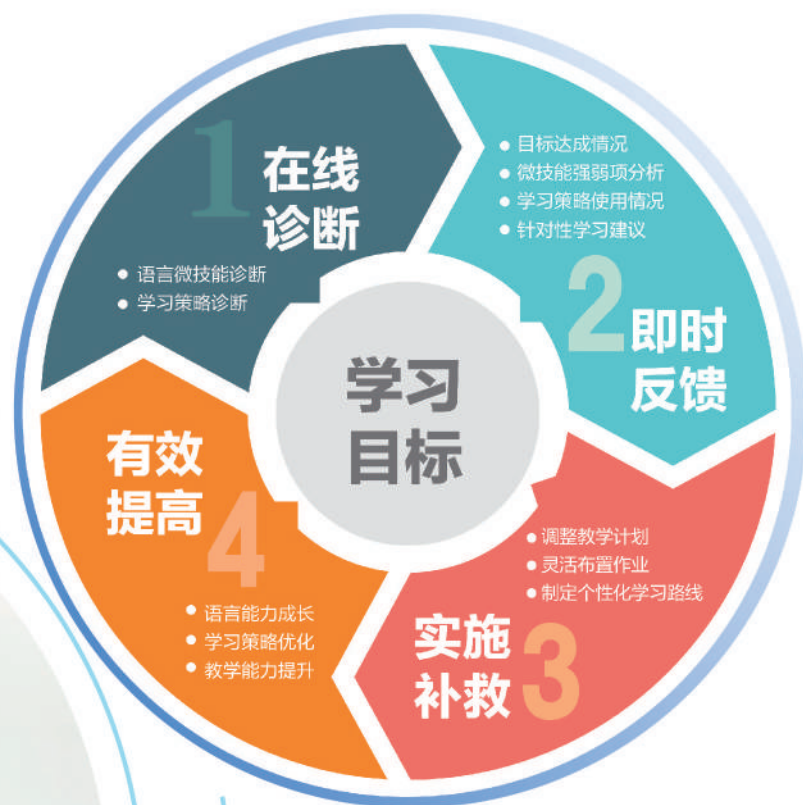 1
在线
诊断
● 语言微技能诊断
● 学习策略诊断
● 目标达成情况
● 微技能强弱项分析
● 学习策略使用情况
● 针对性学习建议
2
即时
反馈
● 调整教学计划
● 灵活布置作业
● 制定个性化学习路线
实施
补救
3
有效
提高
4
● 语言能力成长
● 学习策略优化
● 教学能力提升
学习
目标